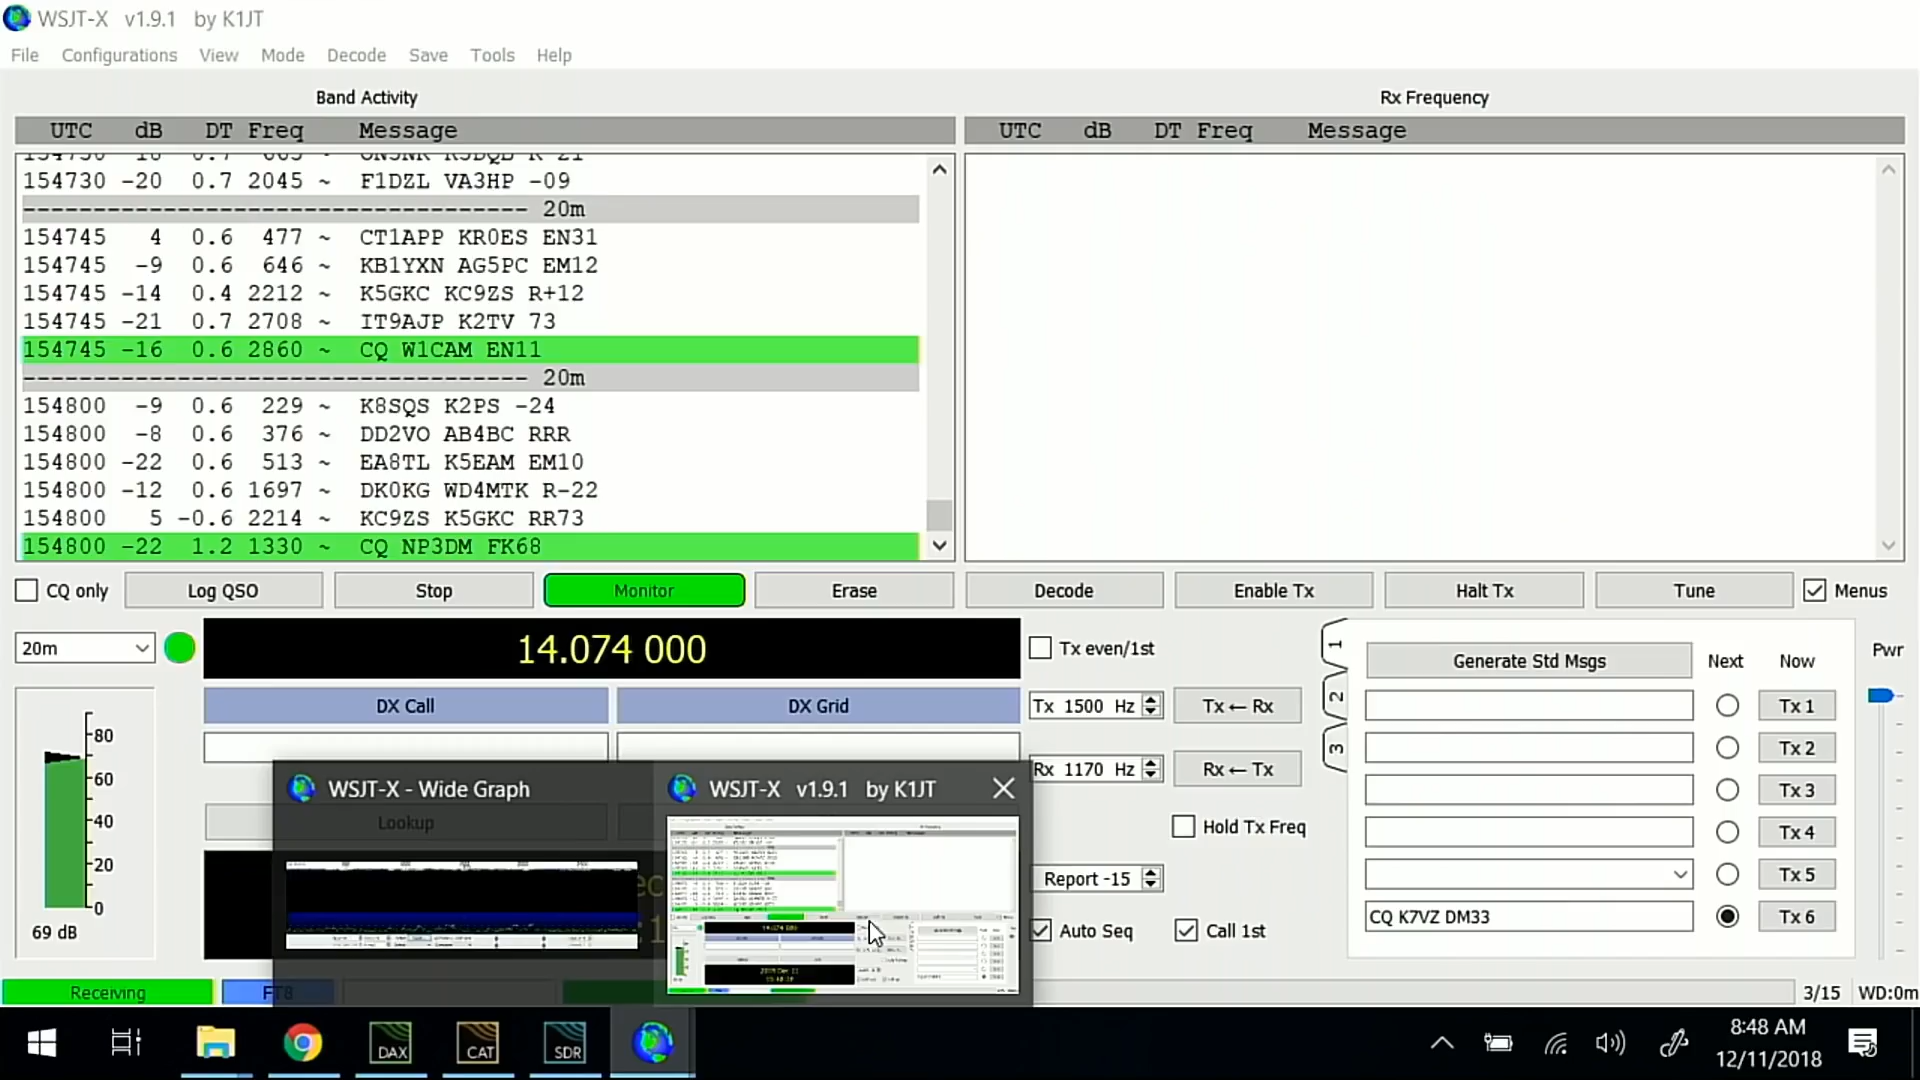 WSJT-X v1.9.1 by K1JT
File Configurations View Mode Decode Save Tools Help
Band Activity
UTC dB DT Freq Message
154730 -20 0.7 2045 ~ F1DZL VA3HP -09
------------------------------------ 20m
154745 4 0.6 477 ~ CT1APP KR0ES EN31
154745 -9 0.6 646 ~ KB1YXN AG5PC EM12
154745 -14 0.4 2212 ~ K5GKC KC9ZS R+12
154745 -21 0.7 2708 ~ IT9AJP K2TV 73
154745 -16 0.6 2860 ~ CQ W1CAM EN11
------------------------------------ 20m
154800 -9 0.6 229 ~ K8SQS K2PS -24
154800 -8 0.6 376 ~ DD2VO AB4BC RRR
154800 -22 0.6 513 ~ EA8TL K5EAM EM10
154800 -12 0.6 1697 ~ DK0KG WD4MTK R-22
154800 5 -0.6 2214 ~ KC9ZS K5GKC RR73
154800 -22 1.2 1330 ~ CQ NP3DM FK68
Rx Frequency
UTC dB DT Freq Message
CQ only Log QSO Stop Monitor Erase Decode Enable Tx Halt Tx Tune Menus
20m
14.074 000
Tx even/1st
DX Call DX Grid
Tx 1500 Hz Tx ← Rx
Rx 1170 Hz Rx ← Tx
Lookup
Hold Tx Freq
Report -15
Auto Seq Call 1st
1
2
3
Generate Std Msgs Next Now
Tx 1
Tx 2
Tx 3
Tx 4
Tx 5
CQ K7VZ DM33 Tx 6
Pwr
80
60
40
20
0
69 dB
WSJT-X - Wide Graph
WSJT-X v1.9.1 by K1JT
Receiving FT8 3/15 WD:0m
DAX CAT SDR
8:48 AM
12/11/2018